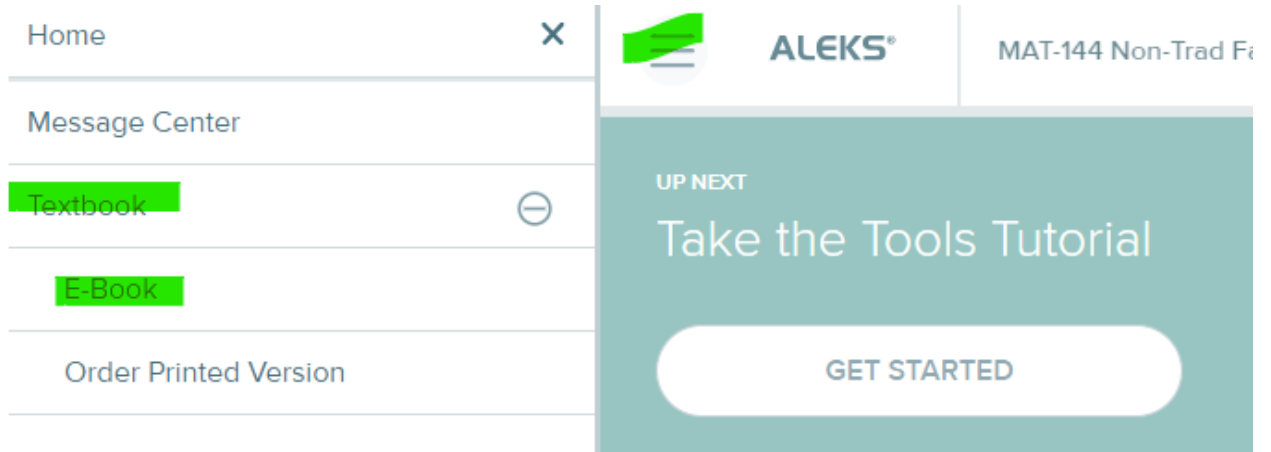 Home
Message Center
Textbook
E-Book
Order Printed Version
ALEKS®
MAT-144 Non-Trad Fa
UP NEXT
Take the Tools Tutorial
GET STARTED